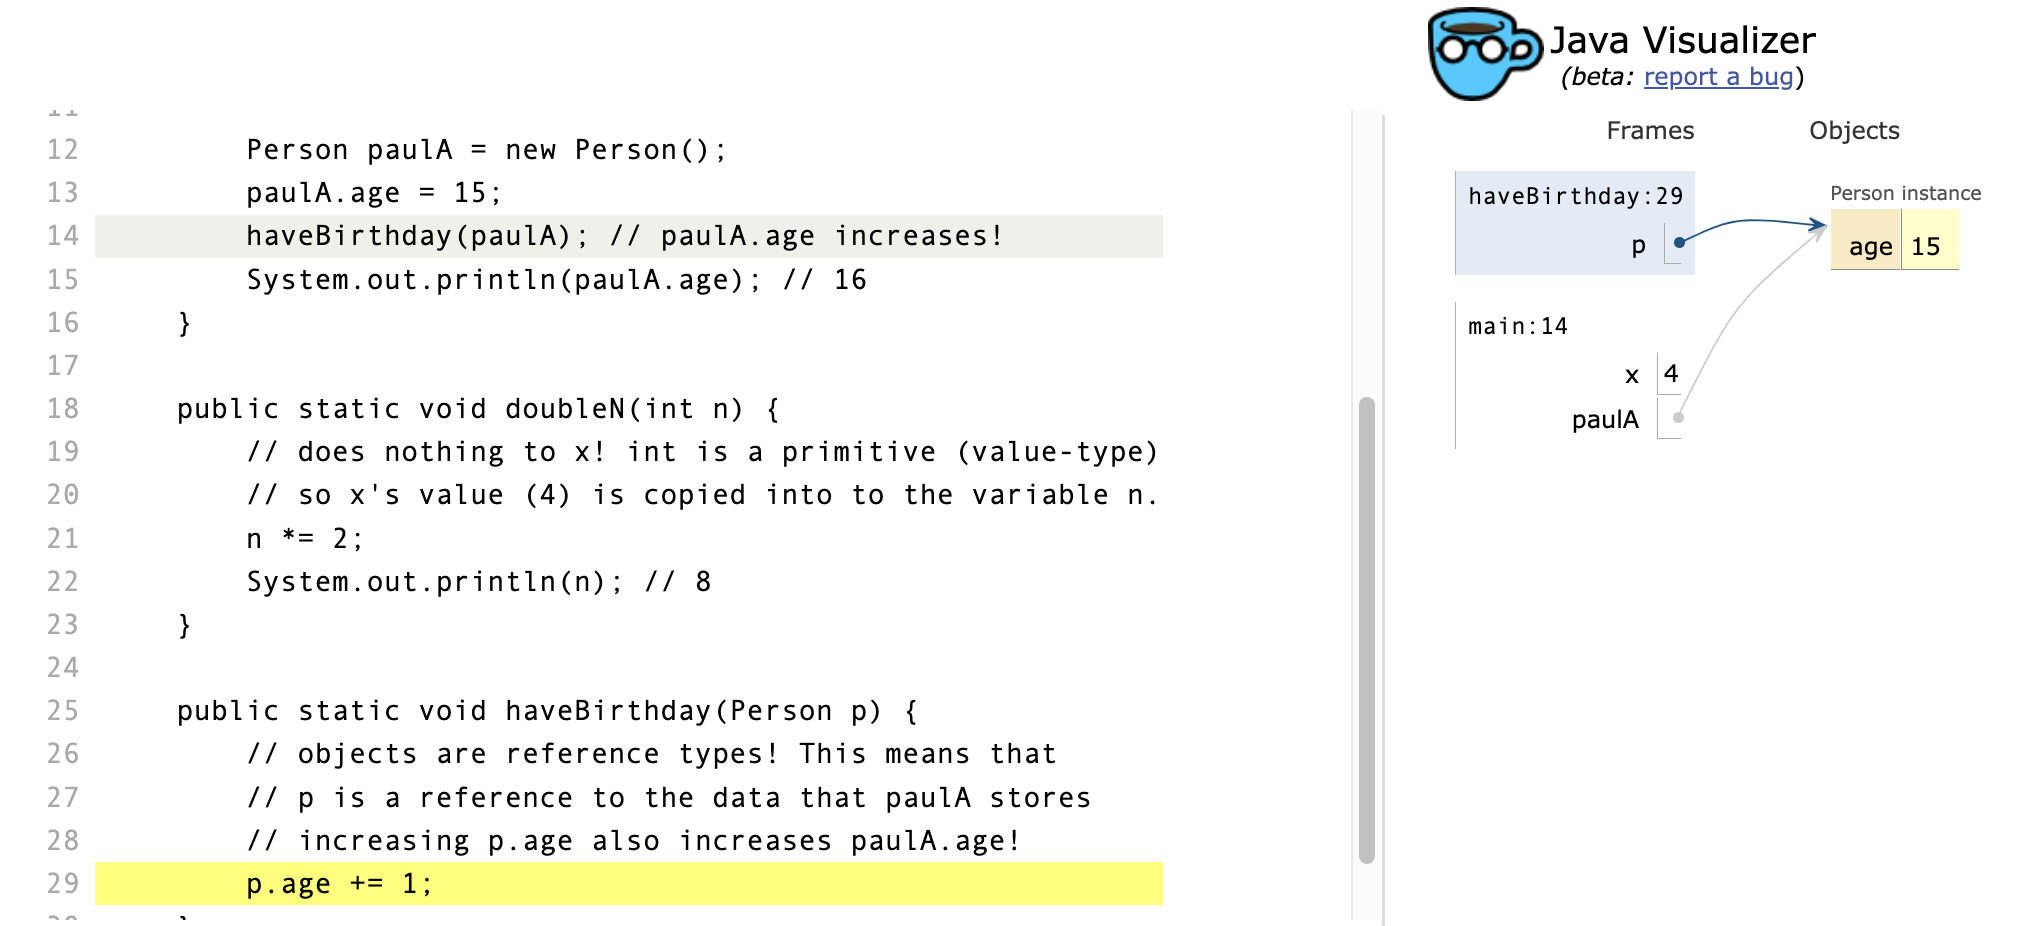 Java Visualizer
(beta: report a bug)
12 Person paulA = new Person();
13 paulA.age = 15;
14 haveBirthday(paulA); // paulA.age increases!
15 System.out.println(paulA.age); // 16
16 }
17
18 public static void doubleN(int n) {
19 // does nothing to x! int is a primitive (value-type)
20 // so x's value (4) is copied into to the variable n.
21 n *= 2;
22 System.out.println(n); // 8
23 }
24
25 public static void haveBirthday(Person p) {
26 // objects are reference types! This means that
27 // p is a reference to the data that paulA stores
28 // increasing p.age also increases paulA.age!
29 p.age += 1;
Frames Objects
haveBirthday:29
p
Person instance
age 15
main:14
x 4
paulA